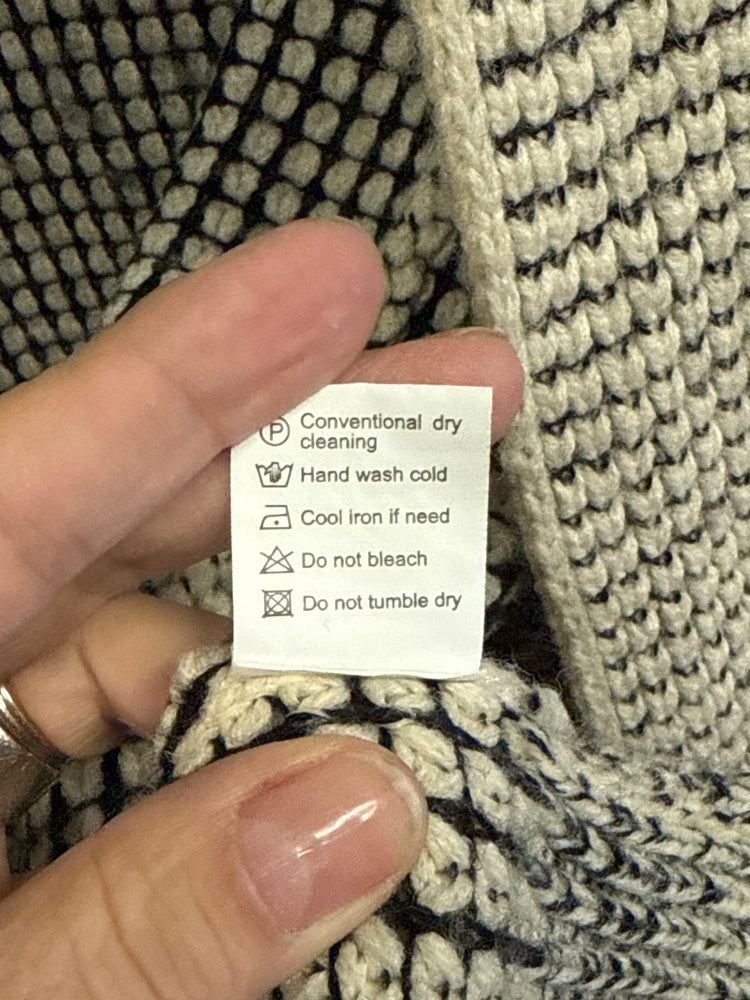 P Conventional dry
cleaning
Hand wash cold
Cool iron if need
Do not bleach
Do not tumble dry